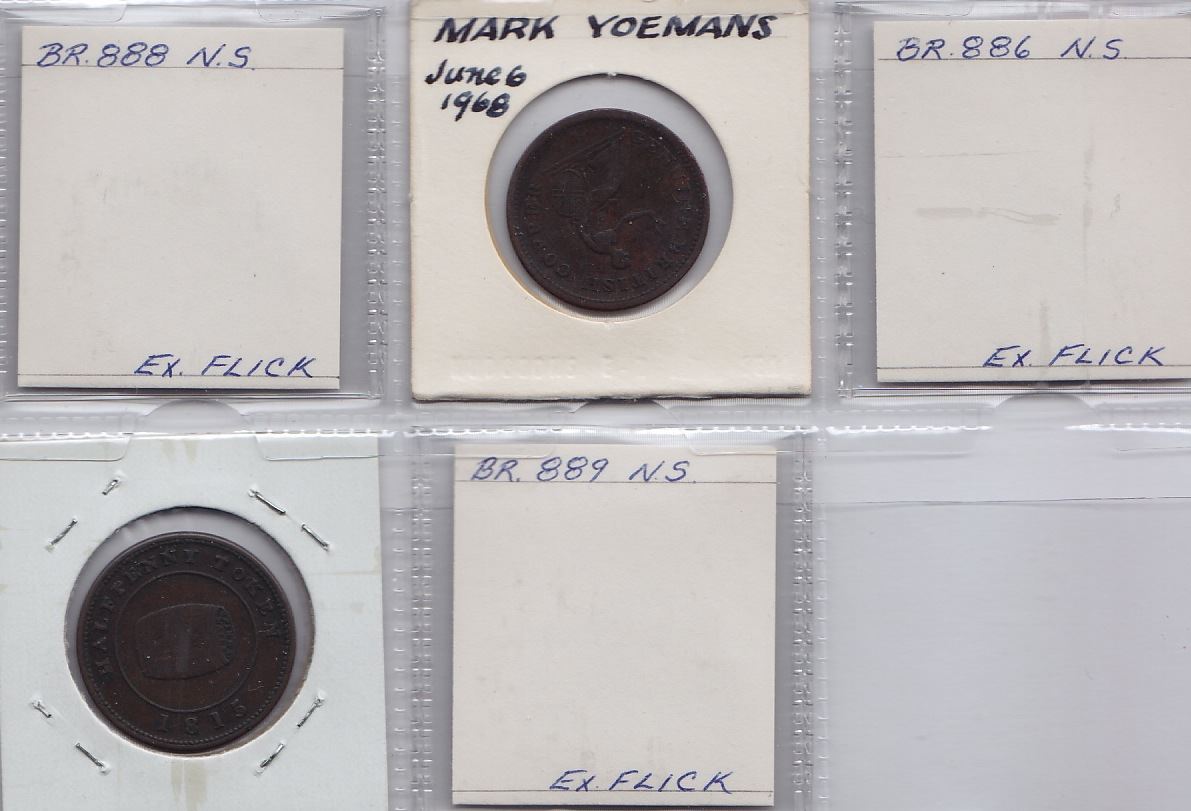 BR. 888 N.S.
Ex. FLICK
MARK YOEMANS
June 6
1968
BR. 886 N.S.
Ex. FLICK
HALFPENNY TOKEN
1815
BR. 889 N.S.
Ex. FLICK